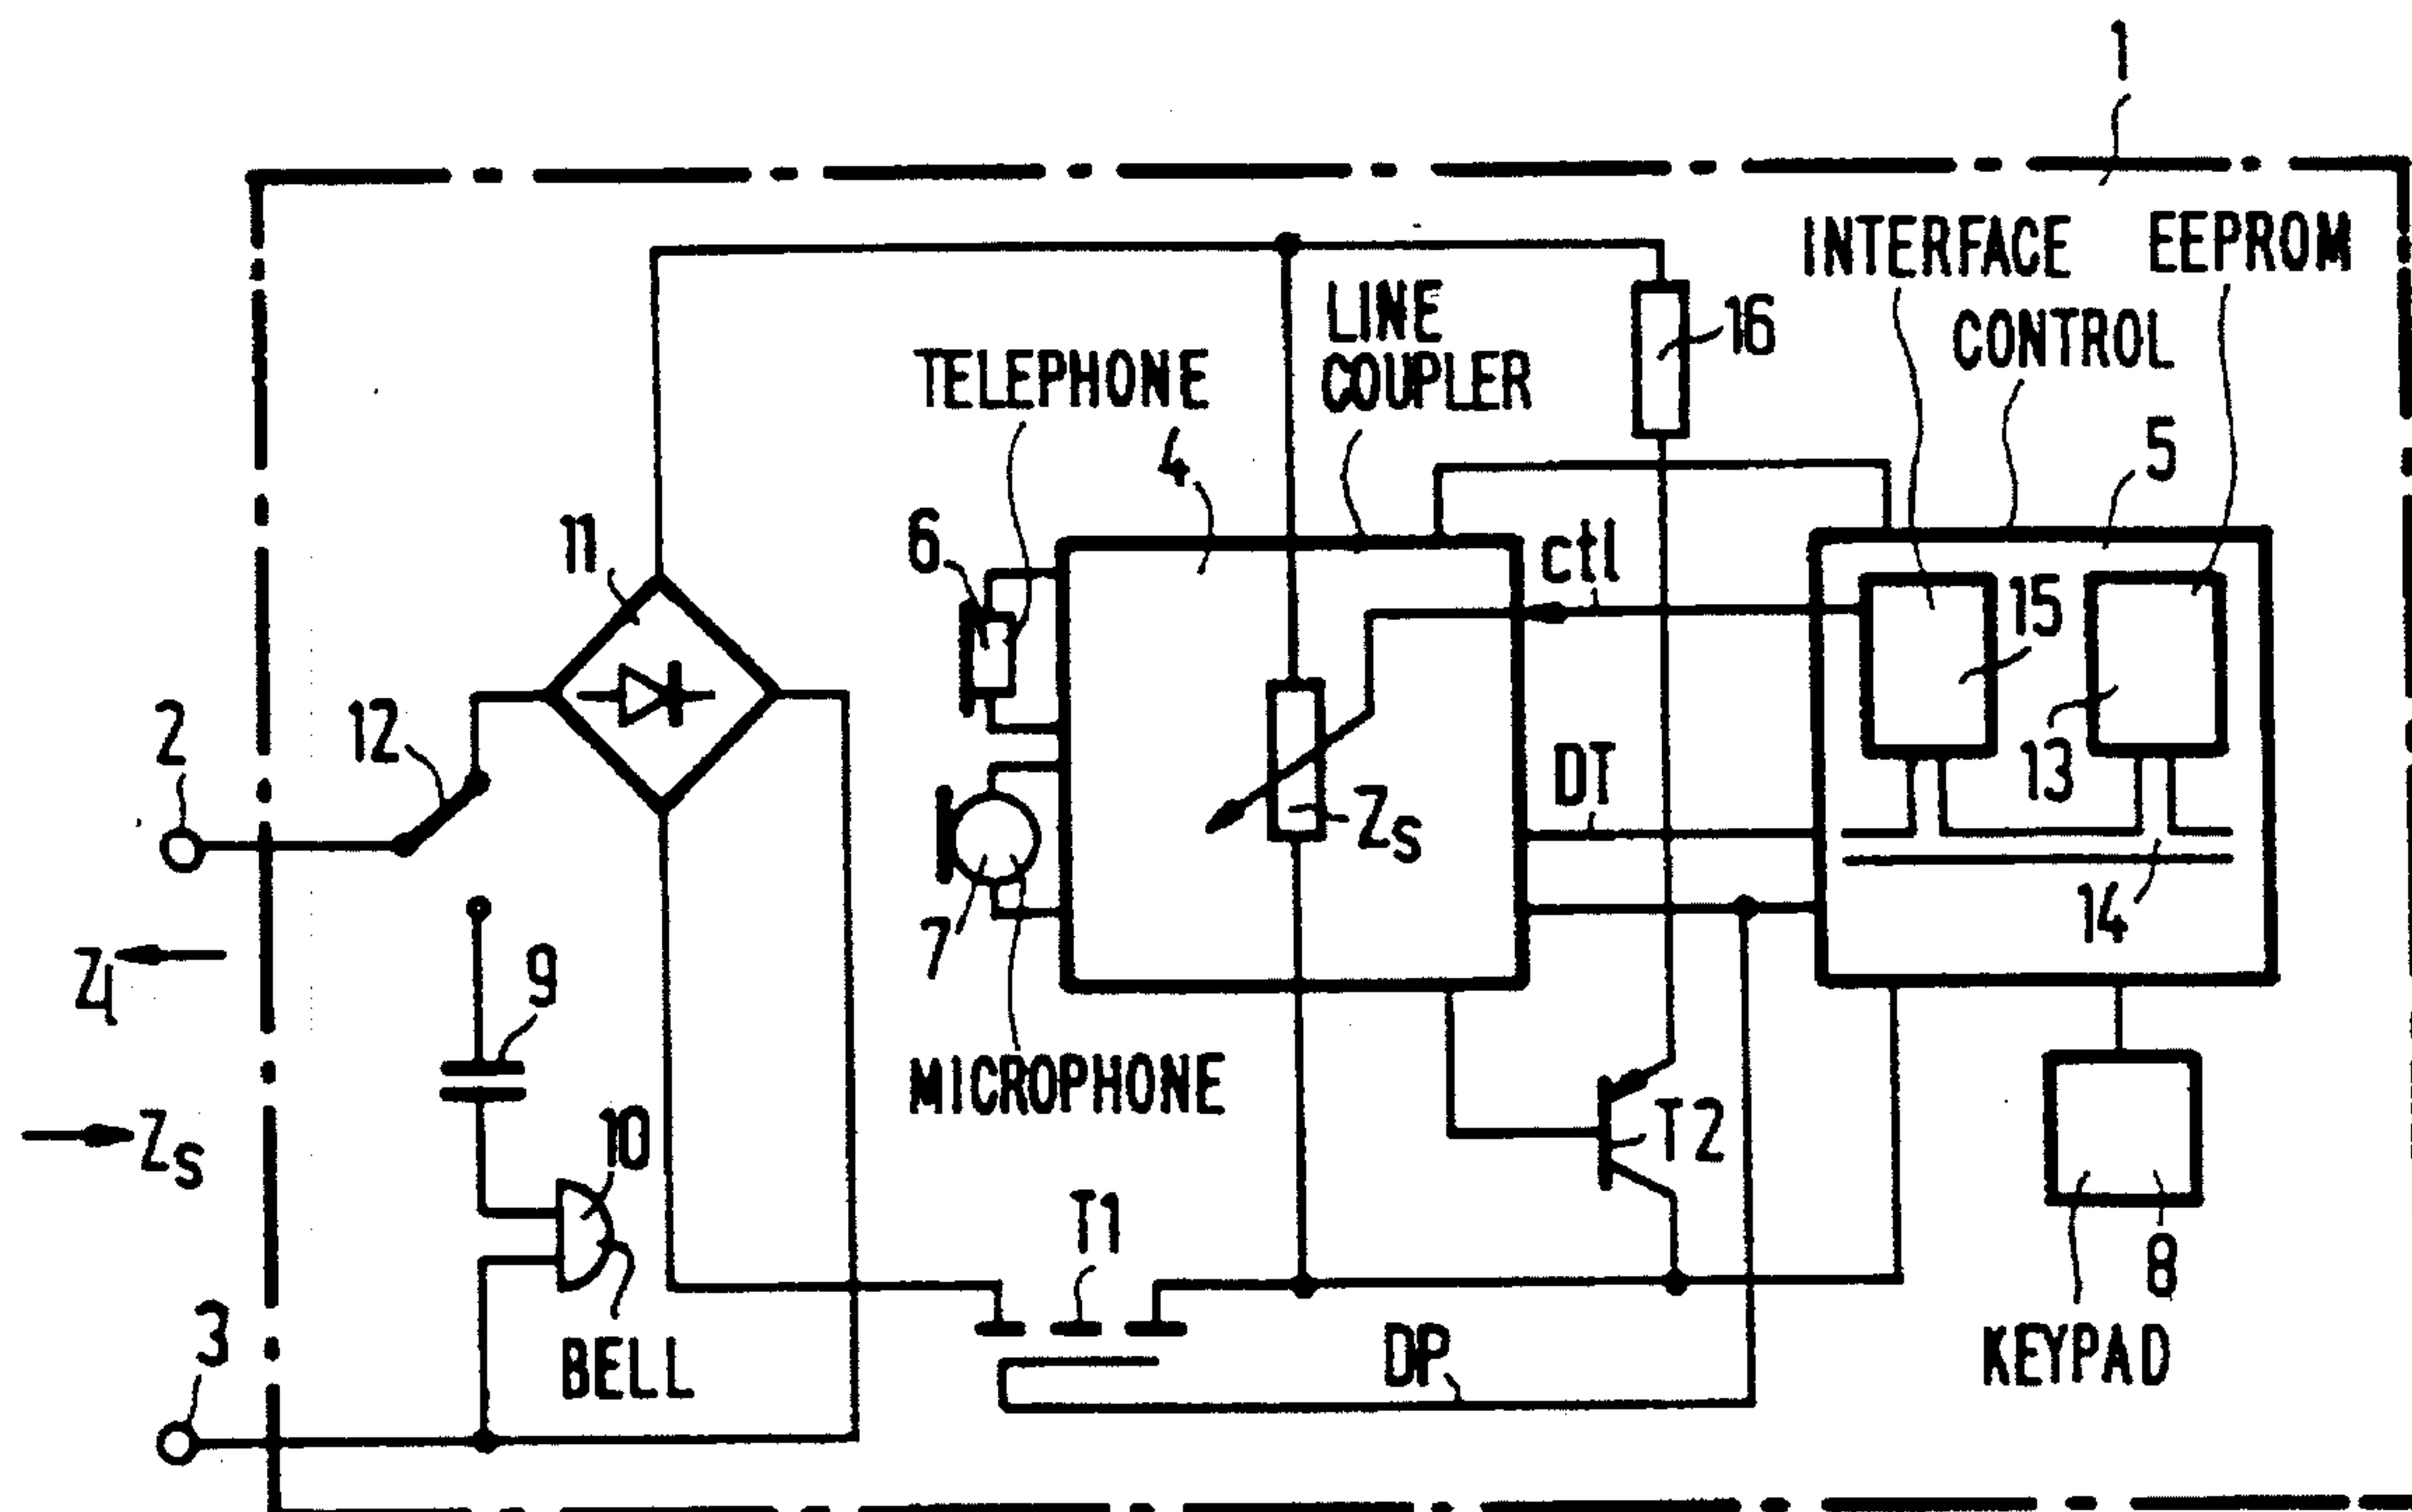 1
INTERFACE EEPROM
LINE
COUPLER
16
CONTROL
TELEPHONE
4
5
11
6
ctl
15
2
12
DT
13
Zs
7
14
Zl
9
MICROPHONE
Zs
10
T2
T1
8
3
BELL
DP
KEYPAD